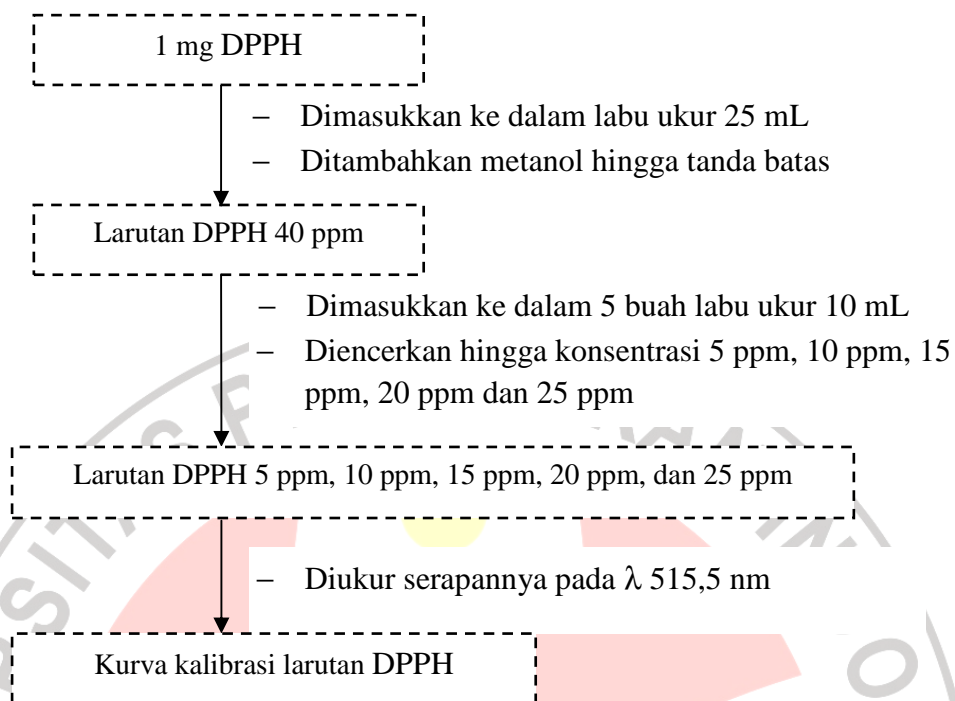 1 mg DPPH
– Dimasukkan ke dalam labu ukur 25 mL
– Ditambahkan metanol hingga tanda batas
Larutan DPPH 40 ppm
– Dimasukkan ke dalam 5 buah labu ukur 10 mL
– Diencerkan hingga konsentrasi 5 ppm, 10 ppm, 15
ppm, 20 ppm dan 25 ppm
Larutan DPPH 5 ppm, 10 ppm, 15 ppm, 20 ppm, dan 25 ppm
– Diukur serapannya pada λ 515,5 nm
Kurva kalibrasi larutan DPPH